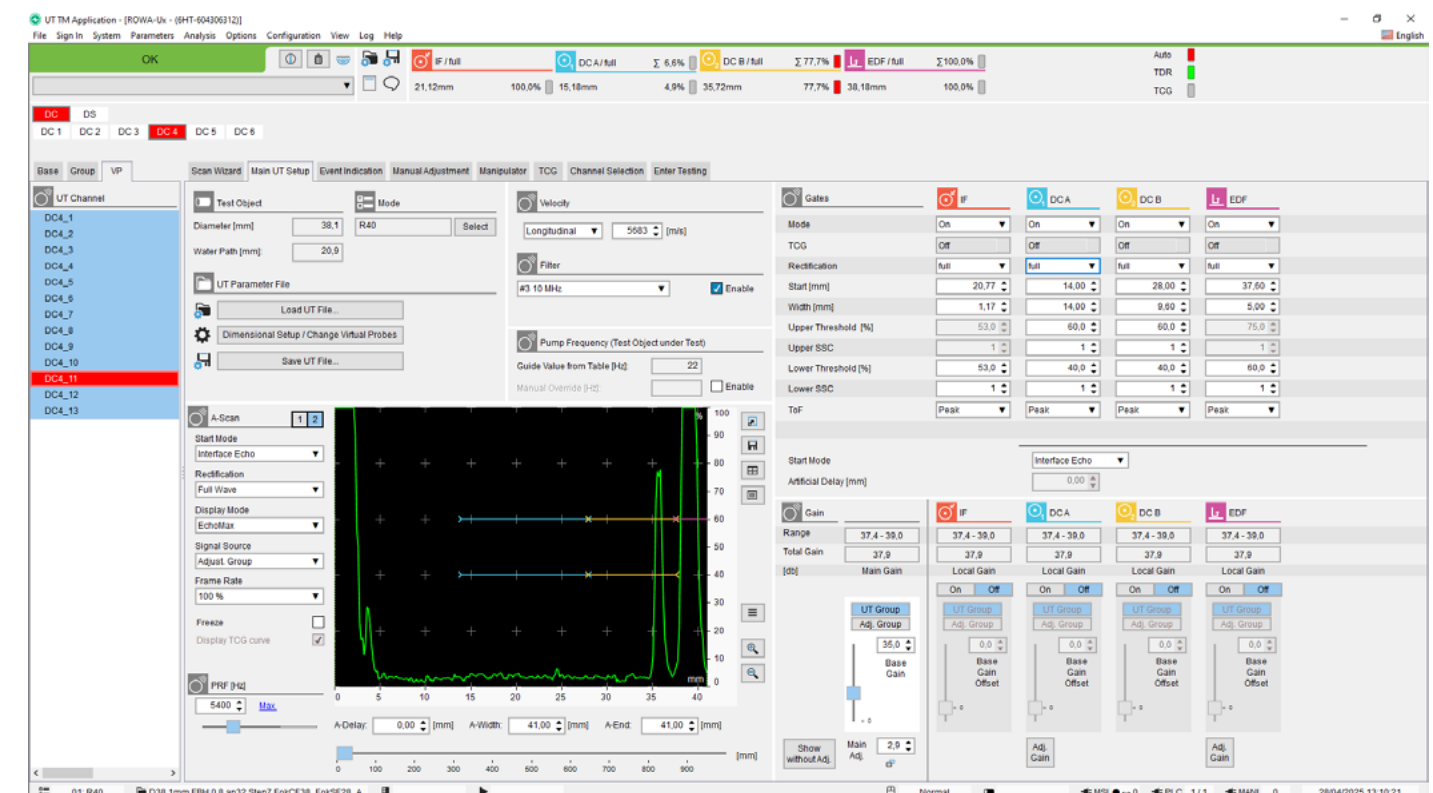 UT TM Application - [ROWA-Ux - (6HT-604306312)]
File Sign In System Parameters Analysis Options Configuration View Log Help English
OK IF / full DC A / full Σ 6,6% DC B / full Σ 77,7% EDF / full Σ100,0% Auto
TDR
21,12mm 100,0% 15,18mm 4,9% 35,72mm 77,7% 38,18mm 100,0% TCG
DC DS
DC 1 DC 2 DC 3 DC 4 DC 5 DC 6
Base Group VP Scan Wizard Main UT Setup Event Indication Manual Adjustment Manipulator TCG Channel Selection Enter Testing
UT Channel
DC4_1
DC4_2
DC4_3
DC4_4
DC4_5
DC4_6
DC4_7
DC4_8
DC4_9
DC4_10
DC4_11
DC4_12
DC4_13
Test Object Mode
Diameter [mm] 38,1 R40 Select
Water Path [mm]: 20,9
UT Parameter File
Load UT File...
Dimensional Setup / Change Virtual Probes
Save UT File...
Velocity
Longitudinal 5683 [m/s]
Filter
#3 10 MHz Enable
Pump Frequency (Test Object under Test)
Guide Value from Table [Hz]: 22
Manual Override [Hz]: Enable
A-Scan 1 2
Start Mode
Interface Echo
Rectification
Full Wave
Display Mode
EchoMax
Signal Source
Adjust. Group
Frame Rate
100 %
Freeze
Display TCG curve
PRF [Hz]
5400 Max.
% 100
90
80
70
60
50
40
30
20
10
mm 0
0 5 10 15 20 25 30 35 40
A-Delay: 0,00 [mm] A-Width: 41,00 [mm] A-End: 41,00 [mm]
[mm]
0 100 200 300 400 500 600 700 800 900
Gates IF DC A DC B EDF
Mode On On On On
TCG Off Off Off Off
Rectification full full full full
Start [mm] 20,77 14,00 28,00 37,60
Width [mm] 1,17 14,00 9,60 5,00
Upper Threshold [%] 53,0 60,0 60,0 75,0
Upper SSC 1 1 1 1
Lower Threshold [%] 53,0 40,0 40,0 60,0
Lower SSC 1 1 1 1
ToF Peak Peak Peak Peak
Start Mode Interface Echo
Artificial Delay [mm] 0,00
Gain IF DC A DC B EDF
Range 37,4 - 39,0 37,4 - 39,0 37,4 - 39,0 37,4 - 39,0 37,4 - 39,0
Total Gain 37,9 37,9 37,9 37,9 37,9
[db] Main Gain Local Gain Local Gain Local Gain Local Gain
On Off On Off On Off On Off
UT Group UT Group UT Group UT Group UT Group
Adj. Group Adj. Group Adj. Group Adj. Group Adj. Group
35,0 0,0 0,0 0,0 0,0
Base Base Base Base Base
Gain Gain Gain Gain Gain
Offset Offset Offset Offset
0 0 0 0 0
Show without Adj. Main Adj. 2,9 Adj. Gain Adj. Gain
01: R40 Normal 28/04/2025 13:10:21